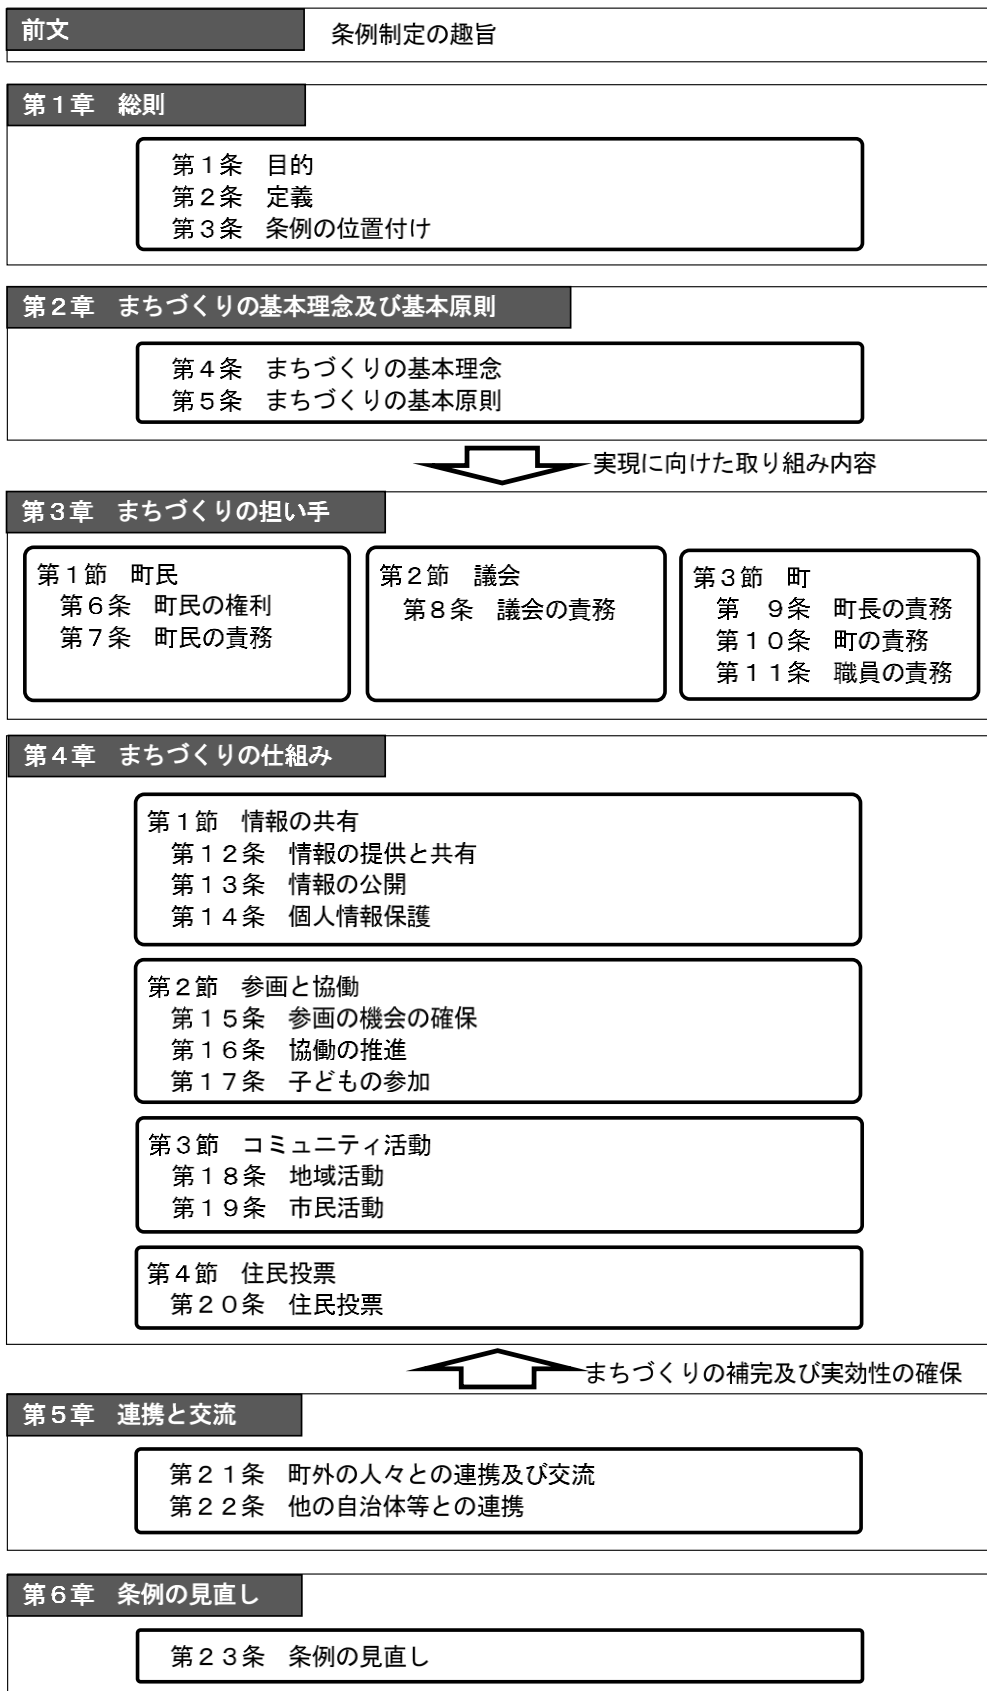 前文
条例制定の趣旨
第1章　総則
第1条　目的
第2条　定義
第3条　条例の位置付け
第2章　まちづくりの基本理念及び基本原則
第4条　まちづくりの基本理念
第5条　まちづくりの基本原則
実現に向けた取り組み内容
第3章　まちづくりの担い手
第1節　町民
第6条　町民の権利
第7条　町民の責務
第2節　議会
第8条　議会の責務
第3節　町
第　9条　町長の責務
第10条　町の責務
第11条　職員の責務
第4章　まちづくりの仕組み
第1節　情報の共有
第12条　情報の提供と共有
第13条　情報の公開
第14条　個人情報保護
第2節　参画と協働
第15条　参画の機会の確保
第16条　協働の推進
第17条　子どもの参加
第3節　コミュニティ活動
第18条　地域活動
第19条　市民活動
第4節　住民投票
第20条　住民投票
まちづくりの補完及び実効性の確保
第5章　連携と交流
第21条　町外の人々との連携及び交流
第22条　他の自治体等との連携
第6章　条例の見直し
第23条　条例の見直し